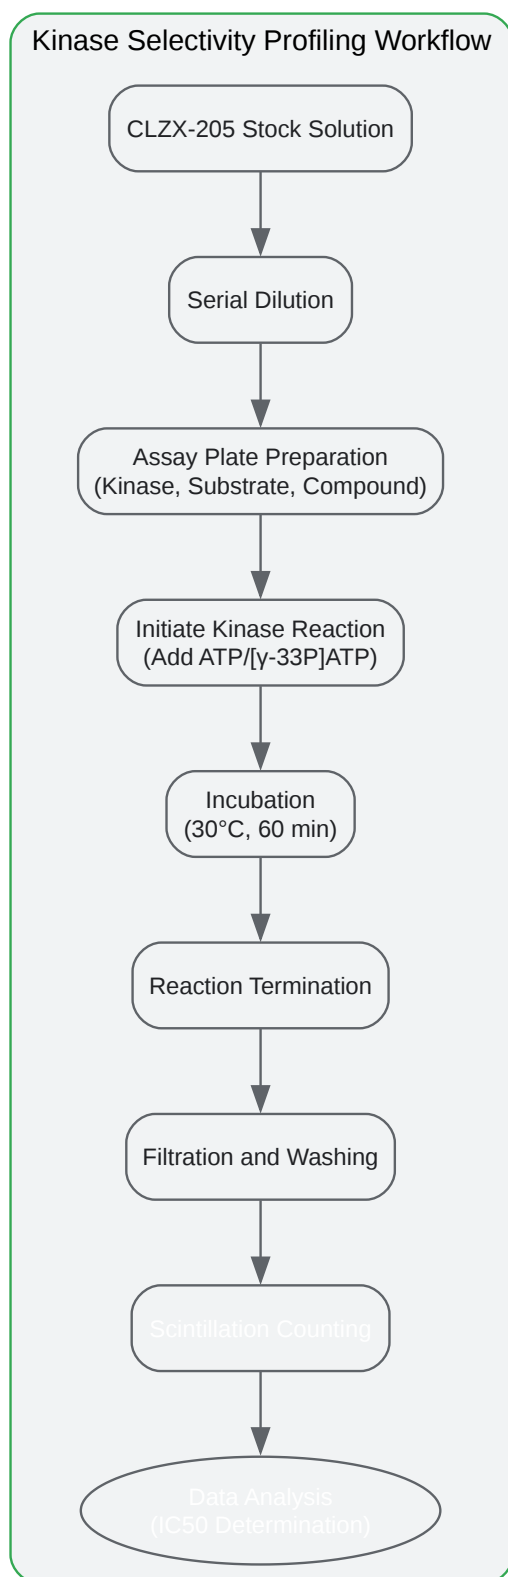 Kinase Selectivity Profiling Workflow
CLZX-205 Stock Solution
Serial Dilution
Assay Plate Preparation
(Kinase, Substrate, Compound)
Initiate Kinase Reaction
(Add ATP/[γ-33P]ATP)
Incubation
(30°C, 60 min)
Reaction Termination
Filtration and Washing
Scintillation Counting
Data Analysis
(IC50 Determination)